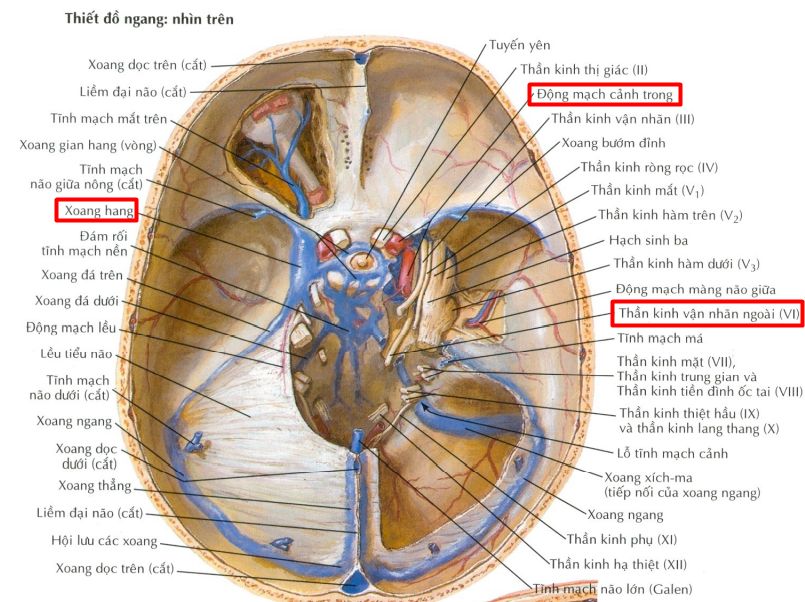 Thiết đồ ngang: nhìn trên
Xoang dọc trên (cắt)
Liềm đại não (cắt)
Tĩnh mạch mắt trên
Xoang gian hang (vòng)
Tĩnh mạch
não giữa nông (cắt)
Xoang hang
Đám rối
tĩnh mạch nền
Xoang đá trên
Xoang đá dưới
Động mạch lều
Lều tiểu não
Tĩnh mạch
não dưới (cắt)
Xoang ngang
Xoang dọc
dưới (cắt)
Xoang thẳng
Liềm đại não (cắt)
Hội lưu các xoang
Xoang dọc trên (cắt)
Tuyến yên
Thần kinh thị giác (II)
Động mạch cảnh trong
Thần kinh vận nhãn (III)
Xoang bướm đỉnh
Thần kinh ròng rọc (IV)
Thần kinh mắt (V₁)
Thần kinh hàm trên (V₂)
Hạch sinh ba
Thần kinh hàm dưới (V₃)
Động mạch màng não giữa
Thần kinh vận nhãn ngoài (VI)
Tĩnh mạch má
Thần kinh mặt (VII),
Thần kinh trung gian và
Thần kinh tiền đình ốc tai (VIII)
Thần kinh thiệt hầu (IX)
và thần kinh lang thang (X)
Lỗ tĩnh mạch cảnh
Xoang xích-ma
(tiếp nối của xoang ngang)
Xoang ngang
Thần kinh phụ (XI)
Thần kinh hạ thiệt (XII)
Tĩnh mạch não lớn (Galen)